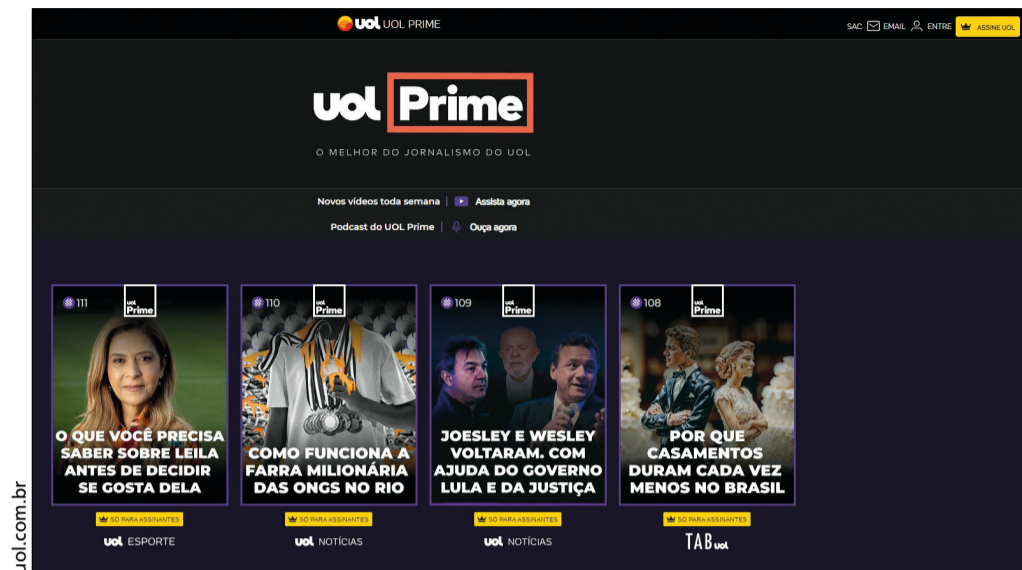 uol UOL PRIME
SAC EMAIL ENTRE ASSINE UOL
uol Prime
O MELHOR DO JORNALISMO DO UOL
Novos vídeos toda semana | Assista agora
Podcast do UOL Prime | Ouça agora
111
uol Prime
O QUE VOCÊ PRECISA
SABER SOBRE LEILA
ANTES DE DECIDIR
SE GOSTA DELA
SÓ PARA ASSINANTES
uol ESPORTE
110
uol Prime
COMO FUNCIONA A
FARRA MILIONÁRIA
DAS ONGS NO RIO
SÓ PARA ASSINANTES
uol NOTÍCIAS
109
uol Prime
JOESLEY E WESLEY
VOLTARAM. COM
AJUDA DO GOVERNO
LULA E DA JUSTIÇA
SÓ PARA ASSINANTES
uol NOTÍCIAS
108
uol Prime
POR QUE
CASAMENTOS
DURAM CADA VEZ
MENOS NO BRASIL
SÓ PARA ASSINANTES
TAB uol
uol.com.br